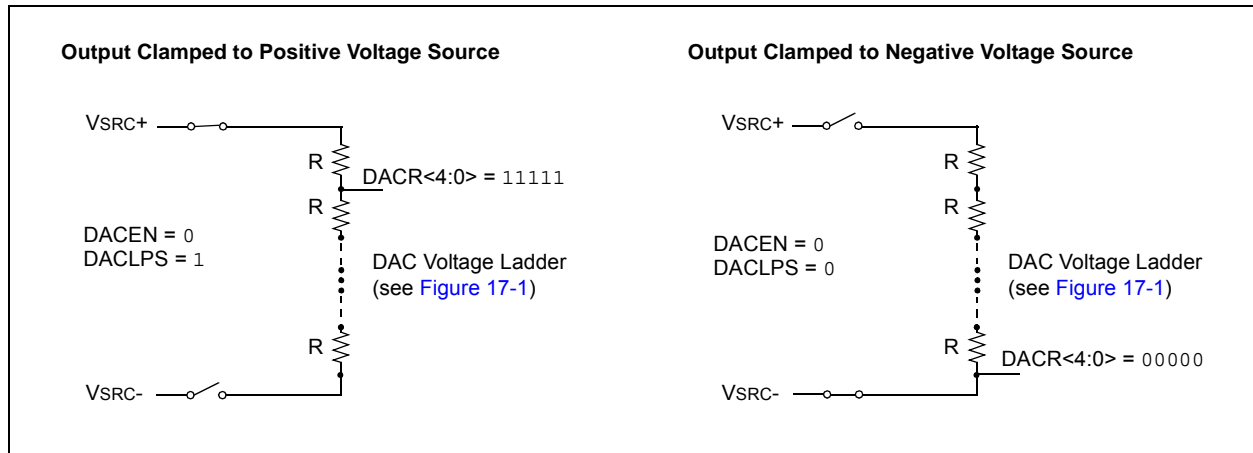 Output Clamped to Positive Voltage Source
VSRC+
R
DACR<4:0> = 11111
R
DACEN = 0
DACLPS = 1
DAC Voltage Ladder
(see Figure 17-1)
R
VSRC-
Output Clamped to Negative Voltage Source
VSRC+
R
R
DACEN = 0
DACLPS = 0
DAC Voltage Ladder
(see Figure 17-1)
R
DACR<4:0> = 00000
VSRC-